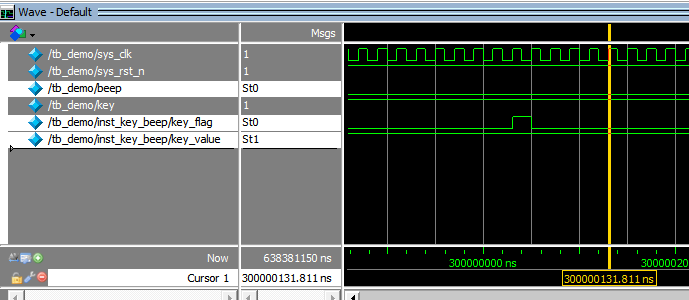 Wave - Default
Msgs
/tb_demo/sys_clk 1
/tb_demo/sys_rst_n 1
/tb_demo/beep St0
/tb_demo/key 1
/tb_demo/inst_key_beep/key_flag St0
/tb_demo/inst_key_beep/key_value St1
Now 638381150 ns 300000000 ns 30000020
Cursor 1 300000131.811 ns 300000131.811 ns